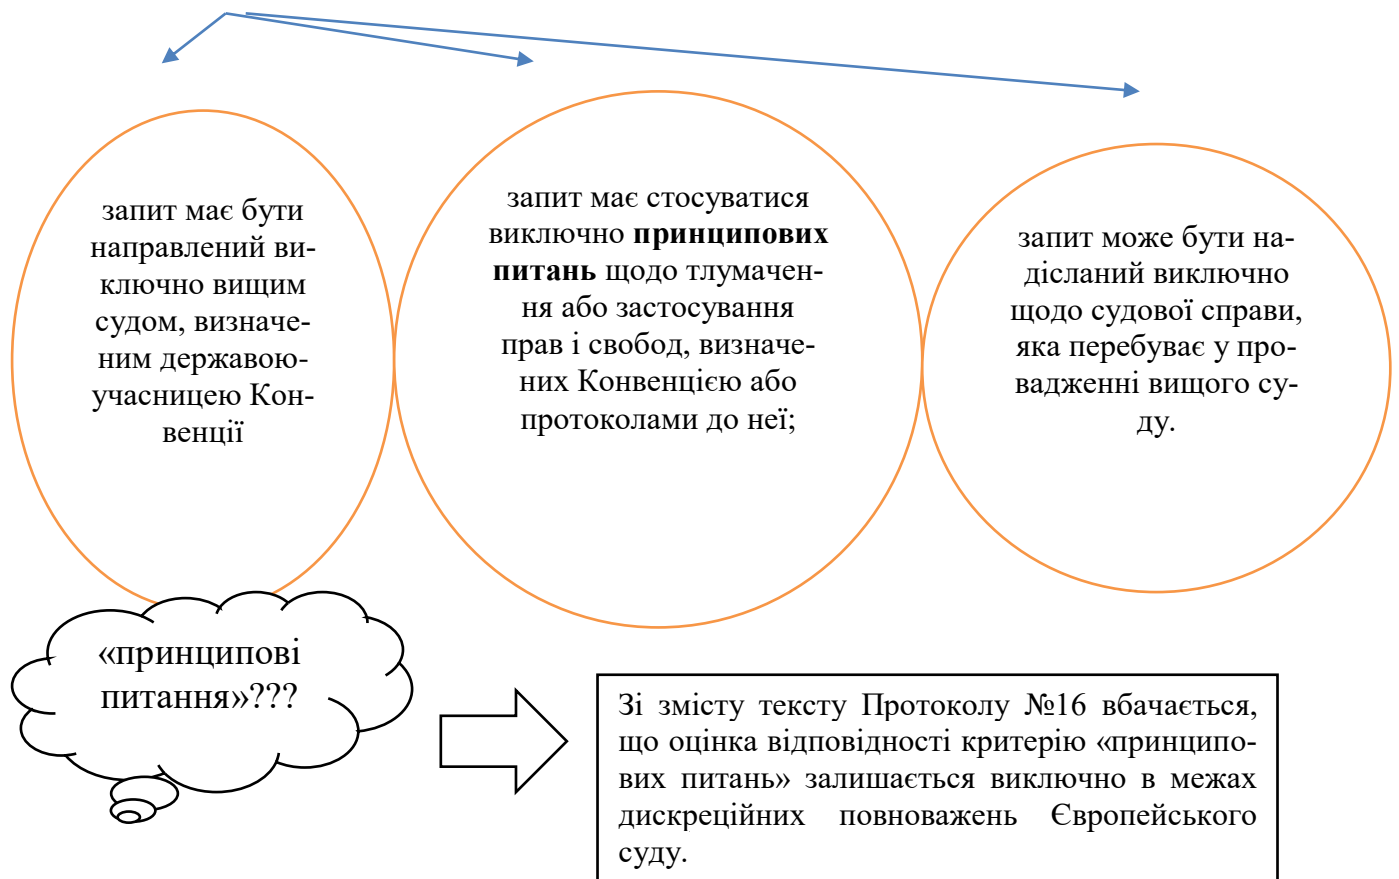 запит має бути
направлений ви-
ключно вищим
судом, визначе-
ним державою-
учасницею Кон-
венції
запит має стосуватися
виключно принципових
питань щодо тлумачен-
ня або застосування
прав і свобод, визначе-
них Конвенцією або
протоколами до неї;
запит може бути на-
дісланий виключно
щодо судової справи,
яка перебуває у про-
вадженні вищого су-
ду.
«принципові
питання»???
Зі змісту тексту Протоколу №16 вбачається,
що оцінка відповідності критерію «принципо-
вих питань» залишається виключно в межах
дискреційних повноважень Європейського
суду.